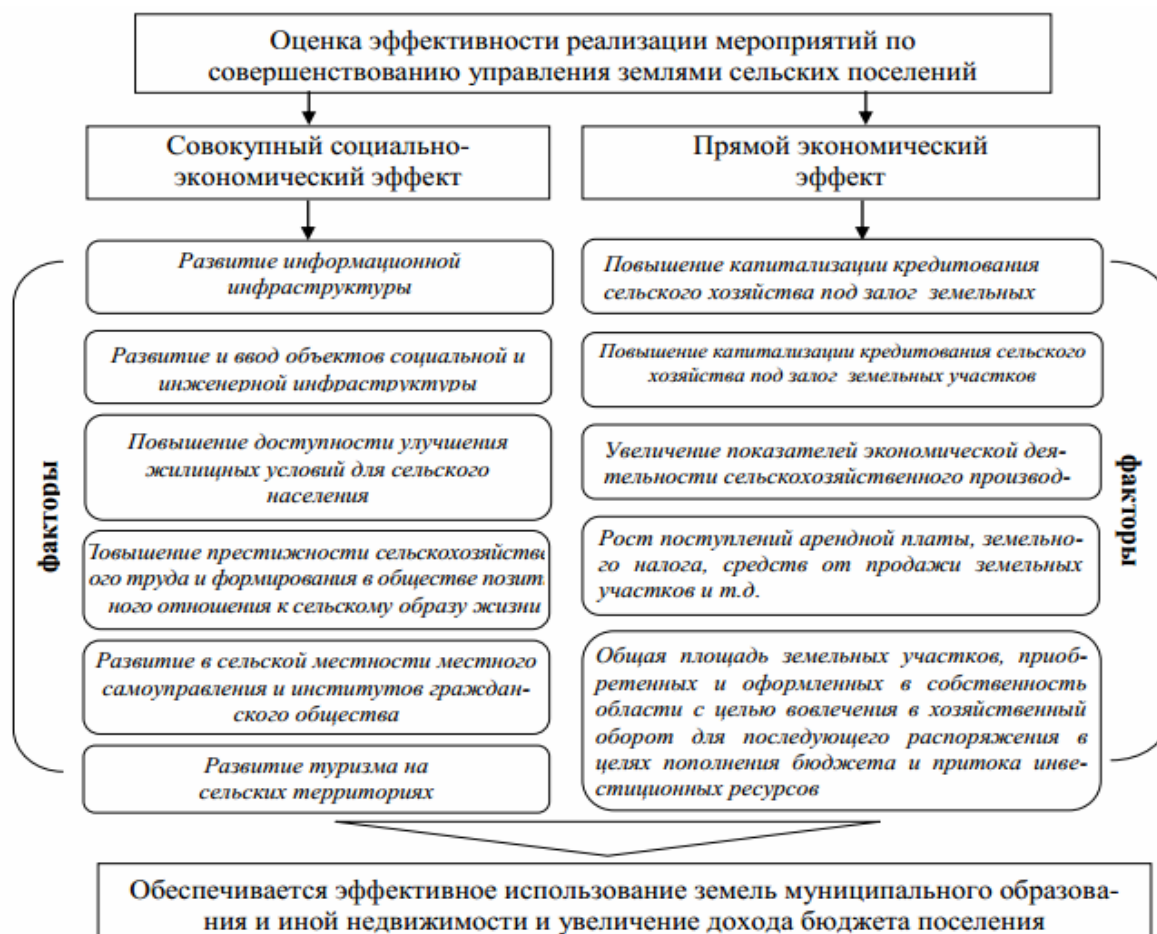 Оценка эффективности реализации мероприятий по
совершенствованию управления землями сельских поселений
Совокупный социально-
экономический эффект
Прямой экономический
эффект
факторы
Развитие информационной
инфраструктуры
Развитие и ввод объектов социальной и
инженерной инфраструктуры
Повышение доступности улучшения
жилищных условий для сельского
населения
Повышение престижности сельскохозяйстве
ого труда и формирования в обществе позит
ного отношения к сельскому образу жизни
Развитие в сельской местности местного
самоуправления и институтов граждан-
ского общества
Развитие туризма на
сельских территориях
Повышение капитализации кредитования
сельского хозяйства под залог земельных
Повышение капитализации кредитования сельского
хозяйства под залог земельных участков
Увеличение показателей экономической дея-
тельности сельскохозяйственного производ-
Рост поступлений арендной платы, земельно-
го налога, средств от продажи земельных
участков и т.д.
Общая площадь земельных участков, приоб-
ретенных и оформленных в собственность
области с целью вовлечения в хозяйственный
оборот для последующего распоряжения в
целях пополнения бюджета и притока инве-
стиционных ресурсов
факторы
Обеспечивается эффективное использование земель муниципального образова-
ния и иной недвижимости и увеличение дохода бюджета поселения